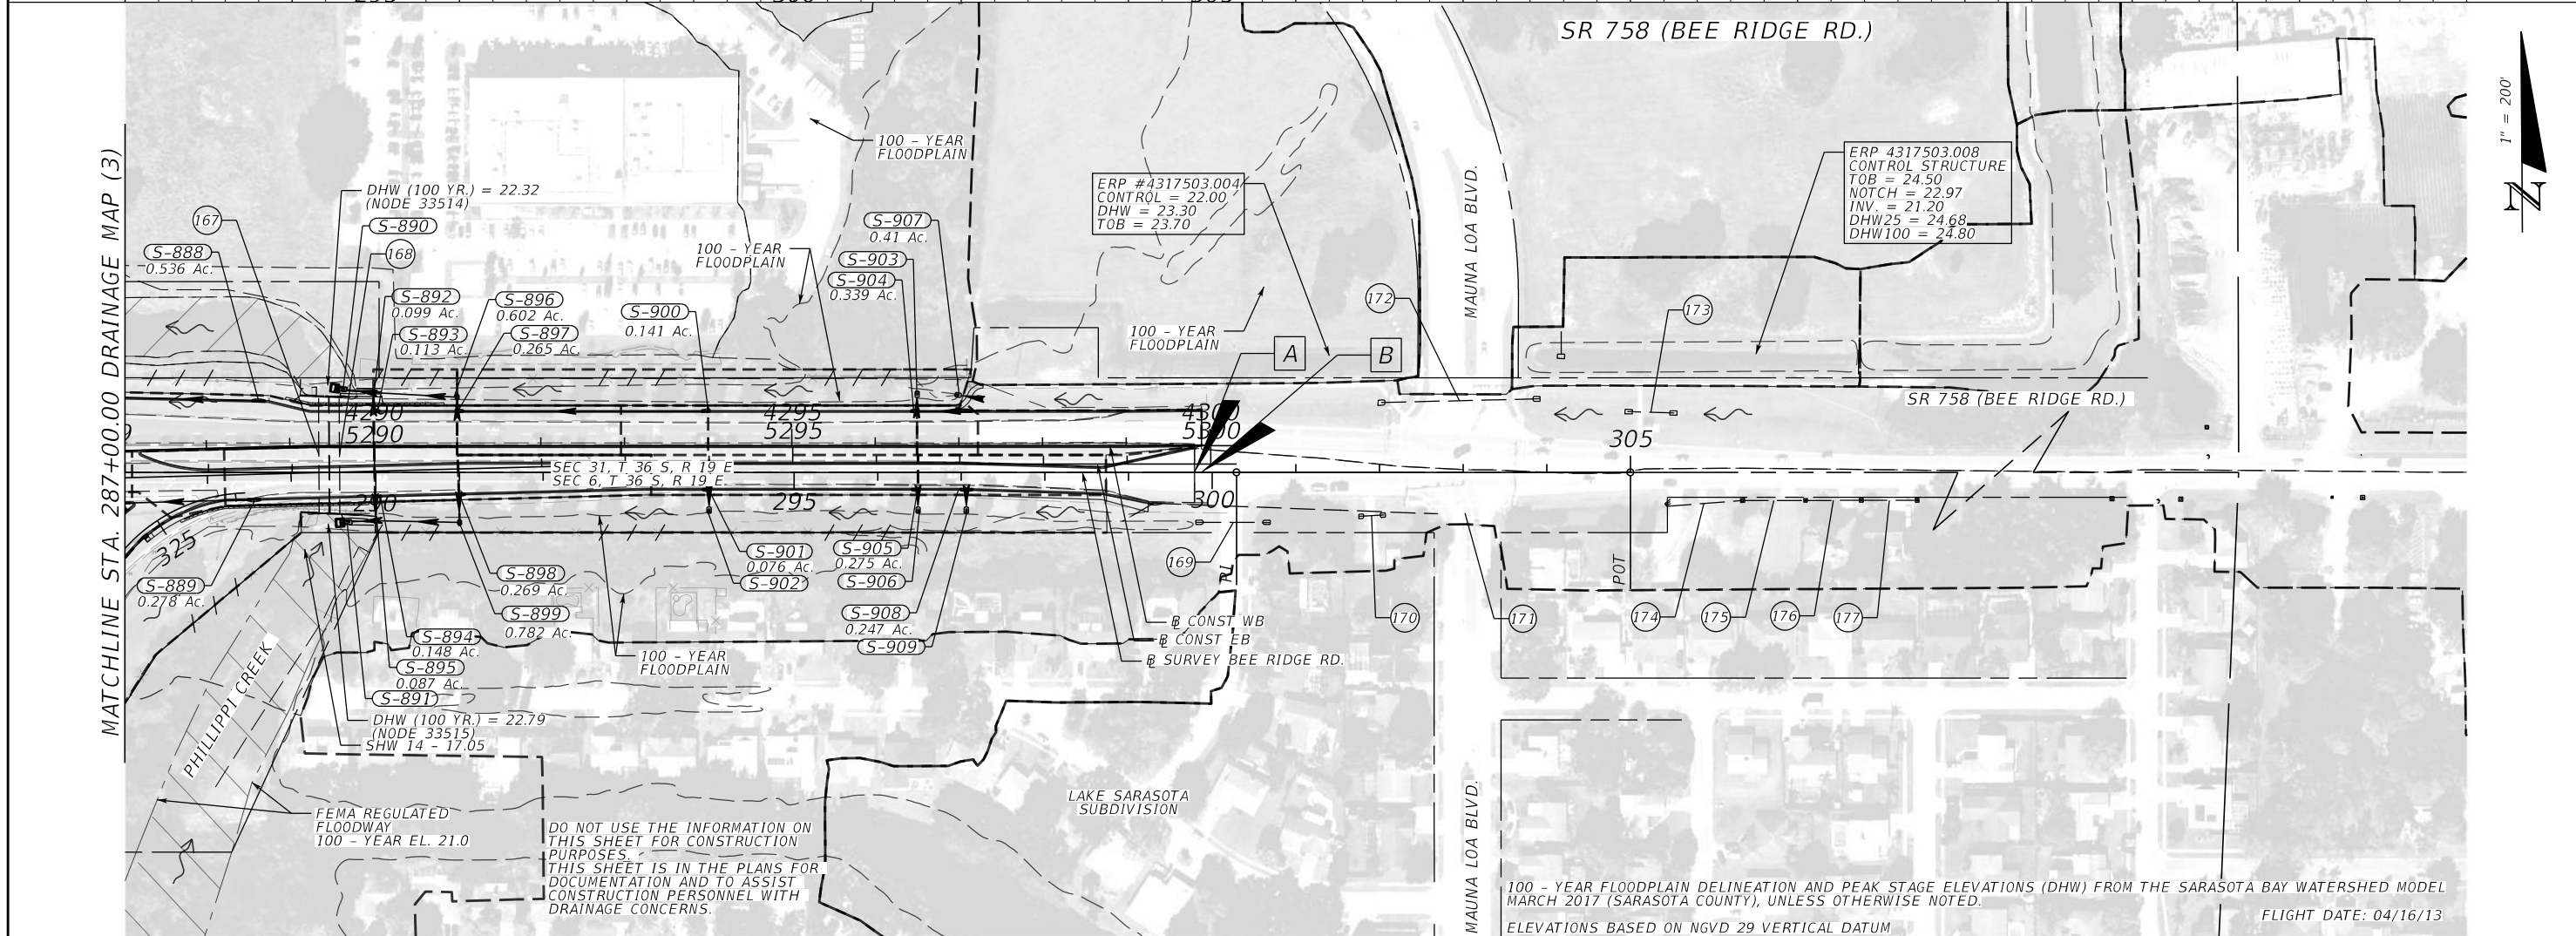 SR 758 (BEE RIDGE RD.)
1" = 200'
N
MATCHLINE STA. 287+00.00 DRAINAGE MAP (3)
100 - YEAR
FLOODPLAIN
DHW (100 YR.) = 22.32
(NODE 33514)
167
S-890
S-888
0.536 Ac.
168
S-892
0.099 Ac.
S-893
0.113 Ac.
S-896
0.602 Ac.
S-897
0.265 Ac.
S-900
0.141 Ac.
100 - YEAR
FLOODPLAIN
S-907
0.41 Ac.
S-903
S-904
0.339 Ac.
ERP #4317503.004
CONTROL = 22.00
DHW = 23.30
TOB = 23.70
100 - YEAR
FLOODPLAIN
A
B
172
MAUNA LOA BLVD.
173
ERP 4317503.008
CONTROL STRUCTURE
TOB = 24.50
NOTCH = 22.97
INV. = 21.20
DHW25 = 24.68
DHW100 = 24.80
SR 758 (BEE RIDGE RD.)
4290
4295
4300
5290
5295
5300
305
SEC 31, T 36 S, R 19 E
SEC 6, T 36 S, R 19 E
290
295
300
325
S-889
0.278 Ac.
S-898
0.269 Ac.
S-899
0.782 Ac.
S-894
0.148 Ac.
S-895
0.087 Ac.
S-891
DHW (100 YR.) = 22.79
(NODE 33515)
SHW 14 - 17.05
S-901
0.076 Ac.
S-902
S-905
0.275 Ac.
S-906
S-908
0.247 Ac.
S-909
100 - YEAR
FLOODPLAIN
CONST WB
CONST EB
SURVEY BEE RIDGE RD.
169
170
171
POT
174
175
176
177
PHILLIPPI CREEK
FEMA REGULATED
FLOODWAY
100 - YEAR EL. 21.0
DO NOT USE THE INFORMATION ON
THIS SHEET FOR CONSTRUCTION
PURPOSES.
THIS SHEET IS IN THE PLANS FOR
DOCUMENTATION AND TO ASSIST
CONSTRUCTION PERSONNEL WITH
DRAINAGE CONCERNS.
LAKE SARASOTA
SUBDIVISION
MAUNA LOA BLVD.
100 - YEAR FLOODPLAIN DELINEATION AND PEAK STAGE ELEVATIONS (DHW) FROM THE SARASOTA BAY WATERSHED MODEL
MARCH 2017 (SARASOTA COUNTY), UNLESS OTHERWISE NOTED.
FLIGHT DATE: 04/16/13
ELEVATIONS BASED ON NGVD 29 VERTICAL DATUM